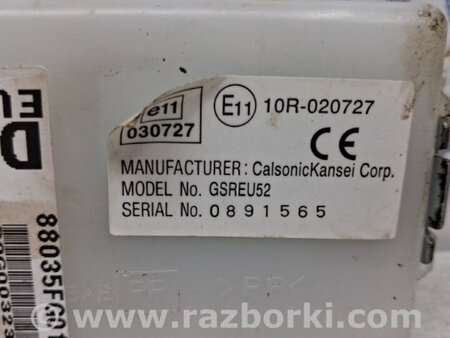 e11
030727
E11 10R-020727
CE
MANUFACTURER: CalsonicKansei Corp.
MODEL No. GSREU52
SERIAL No. 0891565
D
EU
88035FG01
>PP<
www.razborki.com